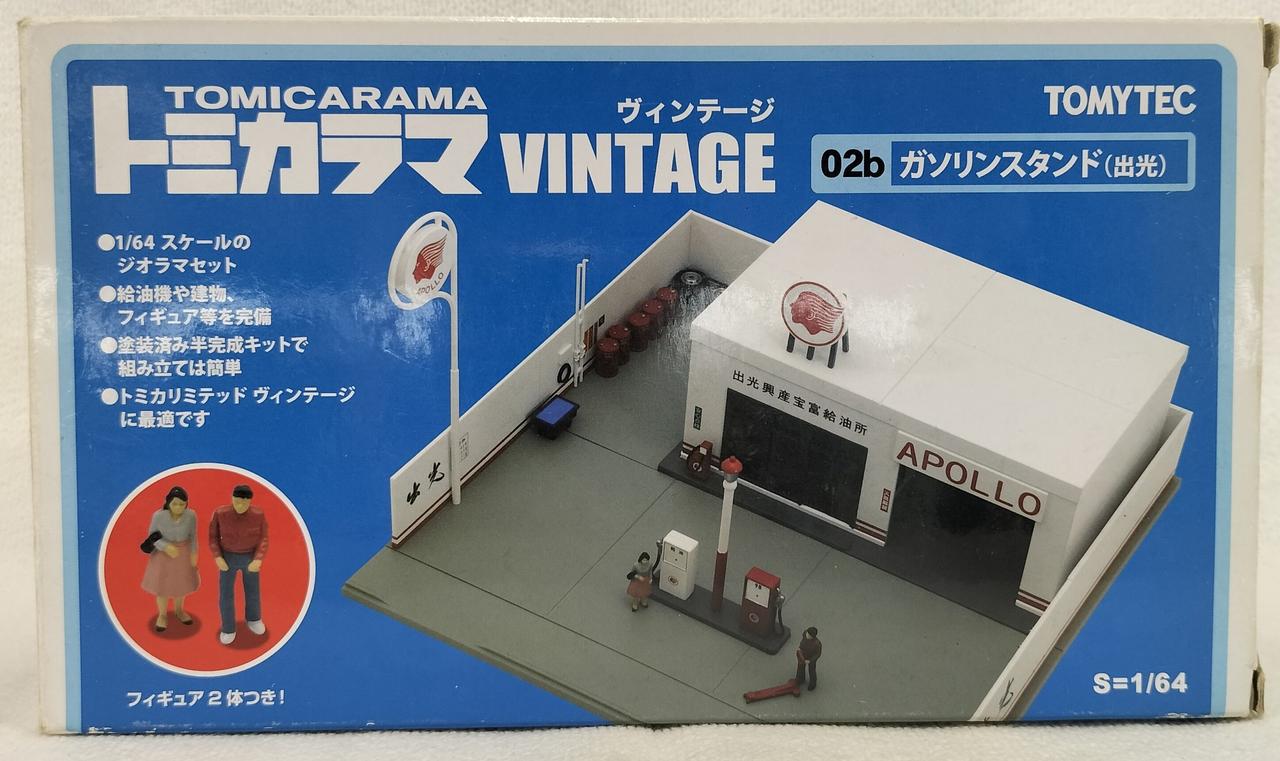 TOMICARAMA
トミカラマ
ヴィンテージ
VINTAGE
TOMYTEC
02b ガソリンスタンド(出光)
●1/64 スケールの
ジオラマセット
●給油機や建物、
フィギュア等を完備
●塗装済み半完成キットで
組み立ては簡単
●トミカリミテッド ヴィンテージ
に最適です
APOLLO
出光興産宝富給油所
APOLLO
出光
フィギュア2体つき!
S=1/64